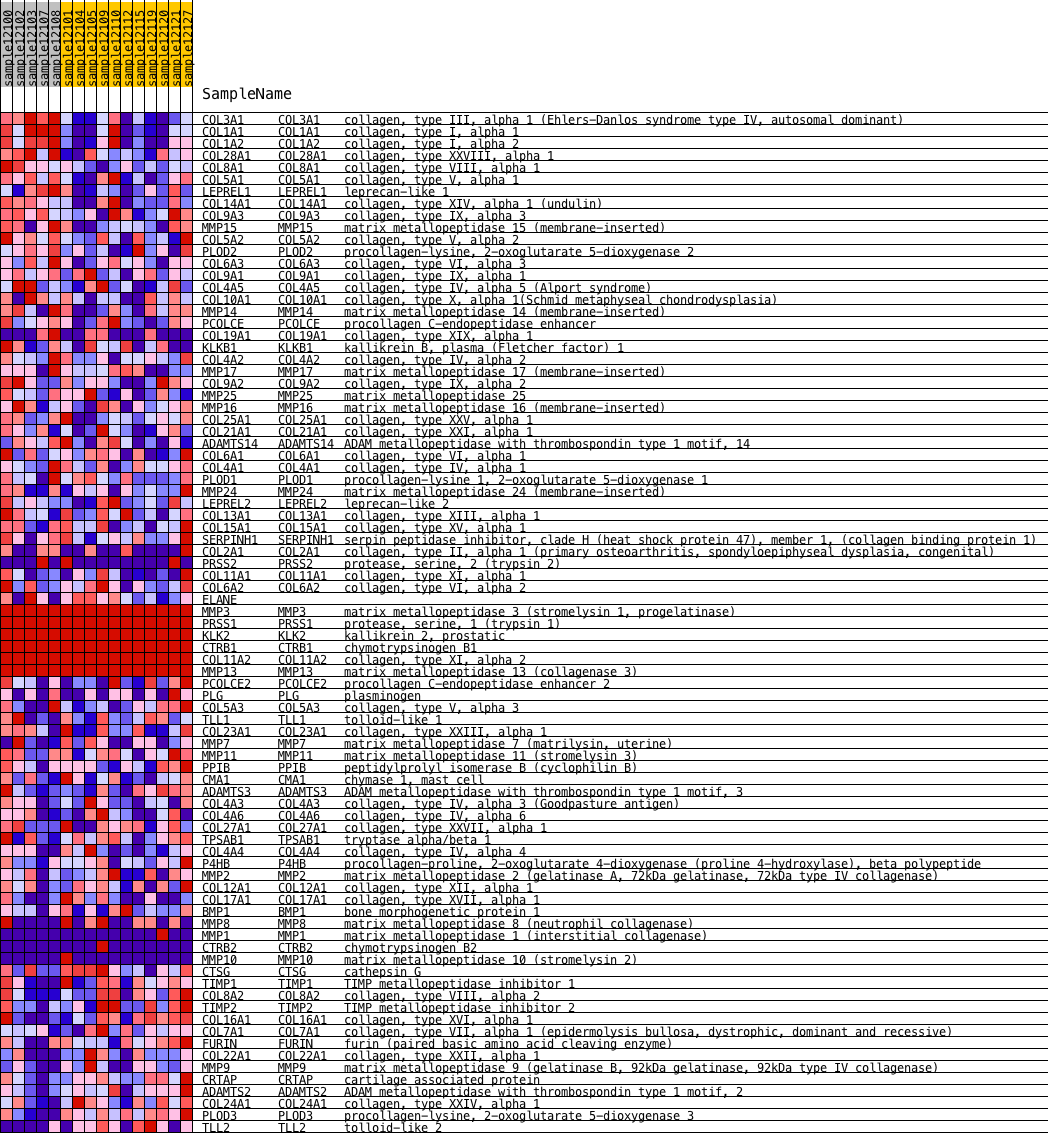 sample12100
sample12102
sample12103
sample12107
sample12108
sample12101
sample12104
sample12105
sample12109
sample12110
sample12112
sample12115
sample12119
sample12120
sample12121
sample12127
SampleName
COL3A1 COL3A1 collagen, type III, alpha 1 (Ehlers-Danlos syndrome type IV, autosomal dominant)
COL1A1 COL1A1 collagen, type I, alpha 1
COL1A2 COL1A2 collagen, type I, alpha 2
COL28A1 COL28A1 collagen, type XXVIII, alpha 1
COL8A1 COL8A1 collagen, type VIII, alpha 1
COL5A1 COL5A1 collagen, type V, alpha 1
LEPREL1 LEPREL1 leprecan-like 1
COL14A1 COL14A1 collagen, type XIV, alpha 1 (undulin)
COL9A3 COL9A3 collagen, type IX, alpha 3
MMP15 MMP15 matrix metallopeptidase 15 (membrane-inserted)
COL5A2 COL5A2 collagen, type V, alpha 2
PLOD2 PLOD2 procollagen-lysine, 2-oxoglutarate 5-dioxygenase 2
COL6A3 COL6A3 collagen, type VI, alpha 3
COL9A1 COL9A1 collagen, type IX, alpha 1
COL4A5 COL4A5 collagen, type IV, alpha 5 (Alport syndrome)
COL10A1 COL10A1 collagen, type X, alpha 1(Schmid metaphyseal chondrodysplasia)
MMP14 MMP14 matrix metallopeptidase 14 (membrane-inserted)
PCOLCE PCOLCE procollagen C-endopeptidase enhancer
COL19A1 COL19A1 collagen, type XIX, alpha 1
KLKB1 KLKB1 kallikrein B, plasma (Fletcher factor) 1
COL4A2 COL4A2 collagen, type IV, alpha 2
MMP17 MMP17 matrix metallopeptidase 17 (membrane-inserted)
COL9A2 COL9A2 collagen, type IX, alpha 2
MMP25 MMP25 matrix metallopeptidase 25
MMP16 MMP16 matrix metallopeptidase 16 (membrane-inserted)
COL25A1 COL25A1 collagen, type XXV, alpha 1
COL21A1 COL21A1 collagen, type XXI, alpha 1
ADAMTS14 ADAMTS14 ADAM metallopeptidase with thrombospondin type 1 motif, 14
COL6A1 COL6A1 collagen, type VI, alpha 1
COL4A1 COL4A1 collagen, type IV, alpha 1
PLOD1 PLOD1 procollagen-lysine 1, 2-oxoglutarate 5-dioxygenase 1
MMP24 MMP24 matrix metallopeptidase 24 (membrane-inserted)
LEPREL2 LEPREL2 leprecan-like 2
COL13A1 COL13A1 collagen, type XIII, alpha 1
COL15A1 COL15A1 collagen, type XV, alpha 1
SERPINH1 SERPINH1 serpin peptidase inhibitor, clade H (heat shock protein 47), member 1, (collagen binding protein 1)
COL2A1 COL2A1 collagen, type II, alpha 1 (primary osteoarthritis, spondyloepiphyseal dysplasia, congenital)
PRSS2 PRSS2 protease, serine, 2 (trypsin 2)
COL11A1 COL11A1 collagen, type XI, alpha 1
COL6A2 COL6A2 collagen, type VI, alpha 2
ELANE
MMP3 MMP3 matrix metallopeptidase 3 (stromelysin 1, progelatinase)
PRSS1 PRSS1 protease, serine, 1 (trypsin 1)
KLK2 KLK2 kallikrein 2, prostatic
CTRB1 CTRB1 chymotrypsinogen B1
COL11A2 COL11A2 collagen, type XI, alpha 2
MMP13 MMP13 matrix metallopeptidase 13 (collagenase 3)
PCOLCE2 PCOLCE2 procollagen C-endopeptidase enhancer 2
PLG PLG plasminogen
COL5A3 COL5A3 collagen, type V, alpha 3
TLL1 TLL1 tolloid-like 1
COL23A1 COL23A1 collagen, type XXIII, alpha 1
MMP7 MMP7 matrix metallopeptidase 7 (matrilysin, uterine)
MMP11 MMP11 matrix metallopeptidase 11 (stromelysin 3)
PPIB PPIB peptidylprolyl isomerase B (cyclophilin B)
CMA1 CMA1 chymase 1, mast cell
ADAMTS3 ADAMTS3 ADAM metallopeptidase with thrombospondin type 1 motif, 3
COL4A3 COL4A3 collagen, type IV, alpha 3 (Goodpasture antigen)
COL4A6 COL4A6 collagen, type IV, alpha 6
COL27A1 COL27A1 collagen, type XXVII, alpha 1
TPSAB1 TPSAB1 tryptase alpha/beta 1
COL4A4 COL4A4 collagen, type IV, alpha 4
P4HB P4HB procollagen-proline, 2-oxoglutarate 4-dioxygenase (proline 4-hydroxylase), beta polypeptide
MMP2 MMP2 matrix metallopeptidase 2 (gelatinase A, 72kDa gelatinase, 72kDa type IV collagenase)
COL12A1 COL12A1 collagen, type XII, alpha 1
COL17A1 COL17A1 collagen, type XVII, alpha 1
BMP1 BMP1 bone morphogenetic protein 1
MMP8 MMP8 matrix metallopeptidase 8 (neutrophil collagenase)
MMP1 MMP1 matrix metallopeptidase 1 (interstitial collagenase)
CTRB2 CTRB2 chymotrypsinogen B2
MMP10 MMP10 matrix metallopeptidase 10 (stromelysin 2)
CTSG CTSG cathepsin G
TIMP1 TIMP1 TIMP metallopeptidase inhibitor 1
COL8A2 COL8A2 collagen, type VIII, alpha 2
TIMP2 TIMP2 TIMP metallopeptidase inhibitor 2
COL16A1 COL16A1 collagen, type XVI, alpha 1
COL7A1 COL7A1 collagen, type VII, alpha 1 (epidermolysis bullosa, dystrophic, dominant and recessive)
FURIN FURIN furin (paired basic amino acid cleaving enzyme)
COL22A1 COL22A1 collagen, type XXII, alpha 1
MMP9 MMP9 matrix metallopeptidase 9 (gelatinase B, 92kDa gelatinase, 92kDa type IV collagenase)
CRTAP CRTAP cartilage associated protein
ADAMTS2 ADAMTS2 ADAM metallopeptidase with thrombospondin type 1 motif, 2
COL24A1 COL24A1 collagen, type XXIV, alpha 1
PLOD3 PLOD3 procollagen-lysine, 2-oxoglutarate 5-dioxygenase 3
TLL2 TLL2 tolloid-like 2